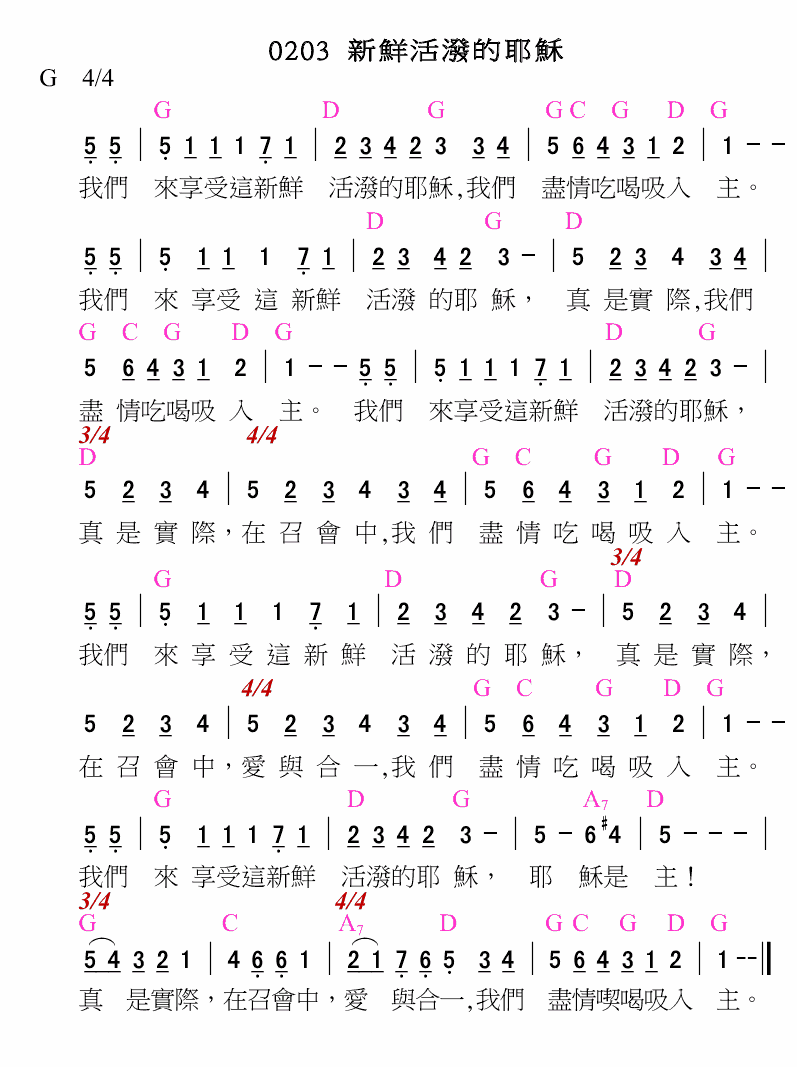 0203 新鮮活潑的耶穌
G 4/4
G D G G C G D G
5 5 | 5 1 1 1 7 1 | 2 3 4 2 3 3 4 | 5 6 4 3 1 2 | 1 - -
我們 來享受這新鮮 活潑的耶穌,我們 盡情吃喝吸入 主。
D G D
5 5 | 5 1 1 1 7 1 | 2 3 4 2 3 - | 5 2 3 4 3 4 |
我們 來 享受 這 新鮮 活潑 的耶 穌, 真 是實 際,我們
G C G D G D G
5 6 4 3 1 2 | 1 - - 5 5 | 5 1 1 1 7 1 | 2 3 4 2 3 - |
盡 情吃喝吸 入 主。 我們 來享受這新鮮 活潑的耶穌,
3/4 4/4
D G C G D G
5 2 3 4 | 5 2 3 4 3 4 | 5 6 4 3 1 2 | 1 - -
真 是 實 際,在 召 會 中,我 們 盡 情 吃 喝 吸 入 主。
3/4
G D G D
5 5 | 5 1 1 1 7 1 | 2 3 4 2 3 - | 5 2 3 4 |
我們 來 享 受 這 新 鮮 活 潑 的 耶 穌, 真 是 實 際,
4/4 G C G D G
5 2 3 4 | 5 2 3 4 3 4 | 5 6 4 3 1 2 | 1 - -
在 召 會 中,愛 與 合 一,我 們 盡 情 吃 喝 吸 入 主。
G D G A7 D
5 5 | 5 1 1 1 7 1 | 2 3 4 2 3 - | 5 - 6 #4 | 5 - - - |
我們 來 享受這新鮮 活潑的耶 穌, 耶 穌是 主!
3/4 4/4
G C A7 D G C G D G
5 4 3 2 1 | 4 6 6 1 | 2 1 7 6 5 3 4 | 5 6 4 3 1 2 | 1 --||
真 是實際,在召會中,愛 與合一,我們 盡情喫喝吸入 主。